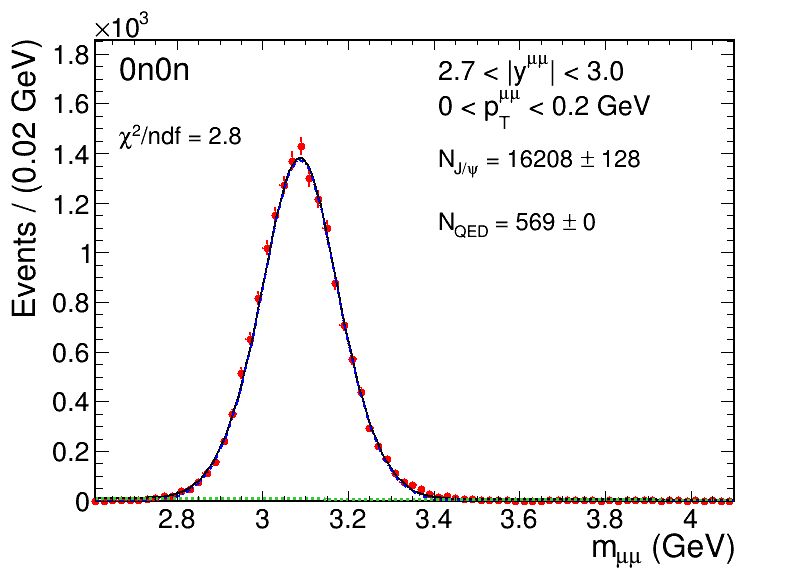 ×10³
0n0n
2.7 < |y^μμ| < 3.0
0 < p_T^μμ < 0.2 GeV
χ²/ndf = 2.8
N_J/ψ = 16208 ± 128
N_QED = 569 ± 0
Events / (0.02 GeV)
1.8
1.6
1.4
1.2
1
0.8
0.6
0.4
0.2
0
2.8
3
3.2
3.4
3.6
3.8
4
m_μμ (GeV)